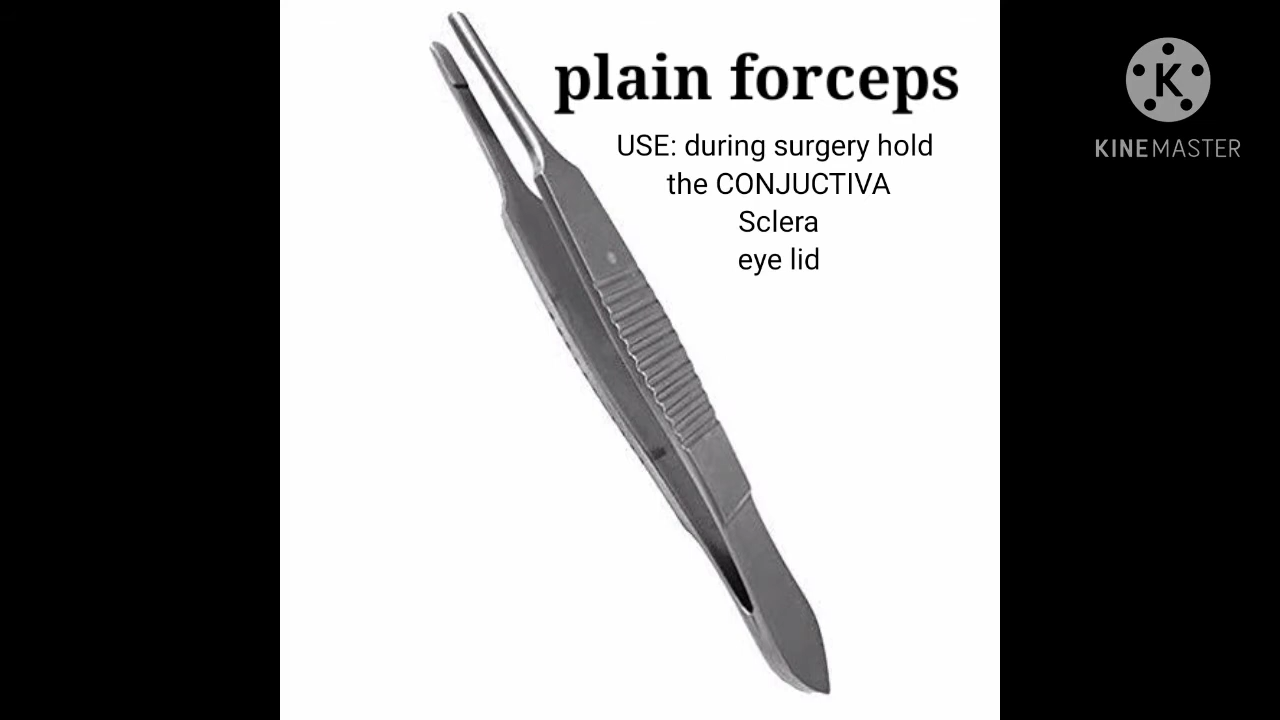 plain forceps
USE: during surgery hold
the CONJUCTIVA
Sclera
eye lid
K
KINEMASTER